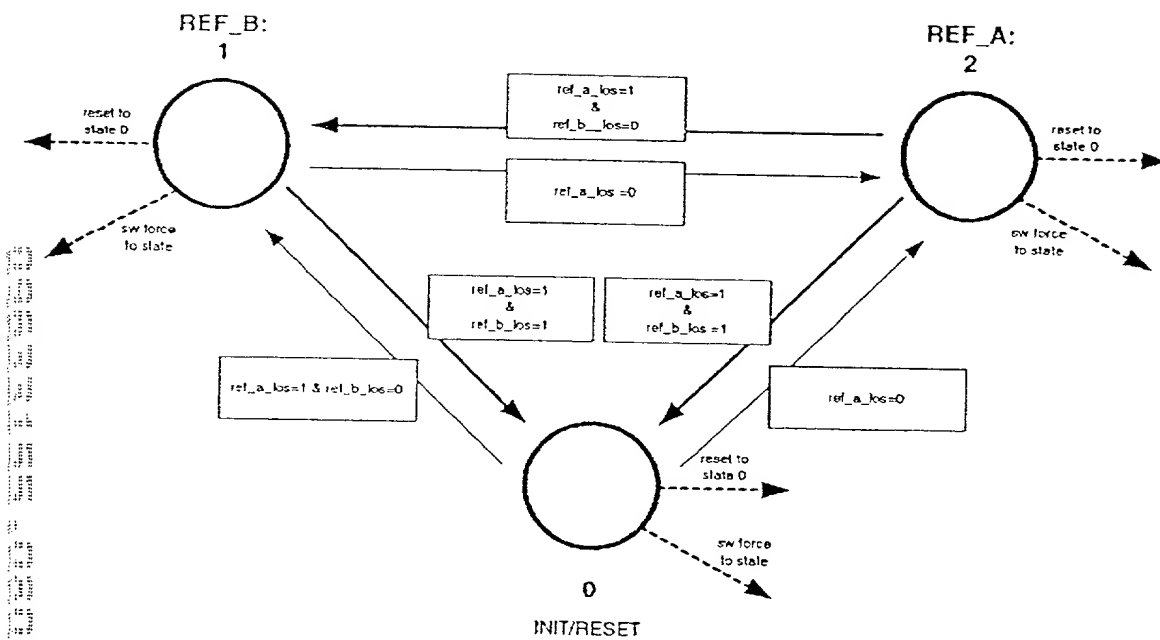 REF_B:
1
REF_A:
2
ref_a_los=1
&
ref_b__los=0
reset to
state 0
reset to
state 0
ref_a_los =0
sw force
to state
sw force
to state
ref_a_los=1
&
ref_b_los=1
ref_a_los=1
&
ref_b_los =1
ref_a_los=1 & ref_b_los=0
ref_a_los=0
reset to
state 0
sw force
to state
0
INIT/RESET